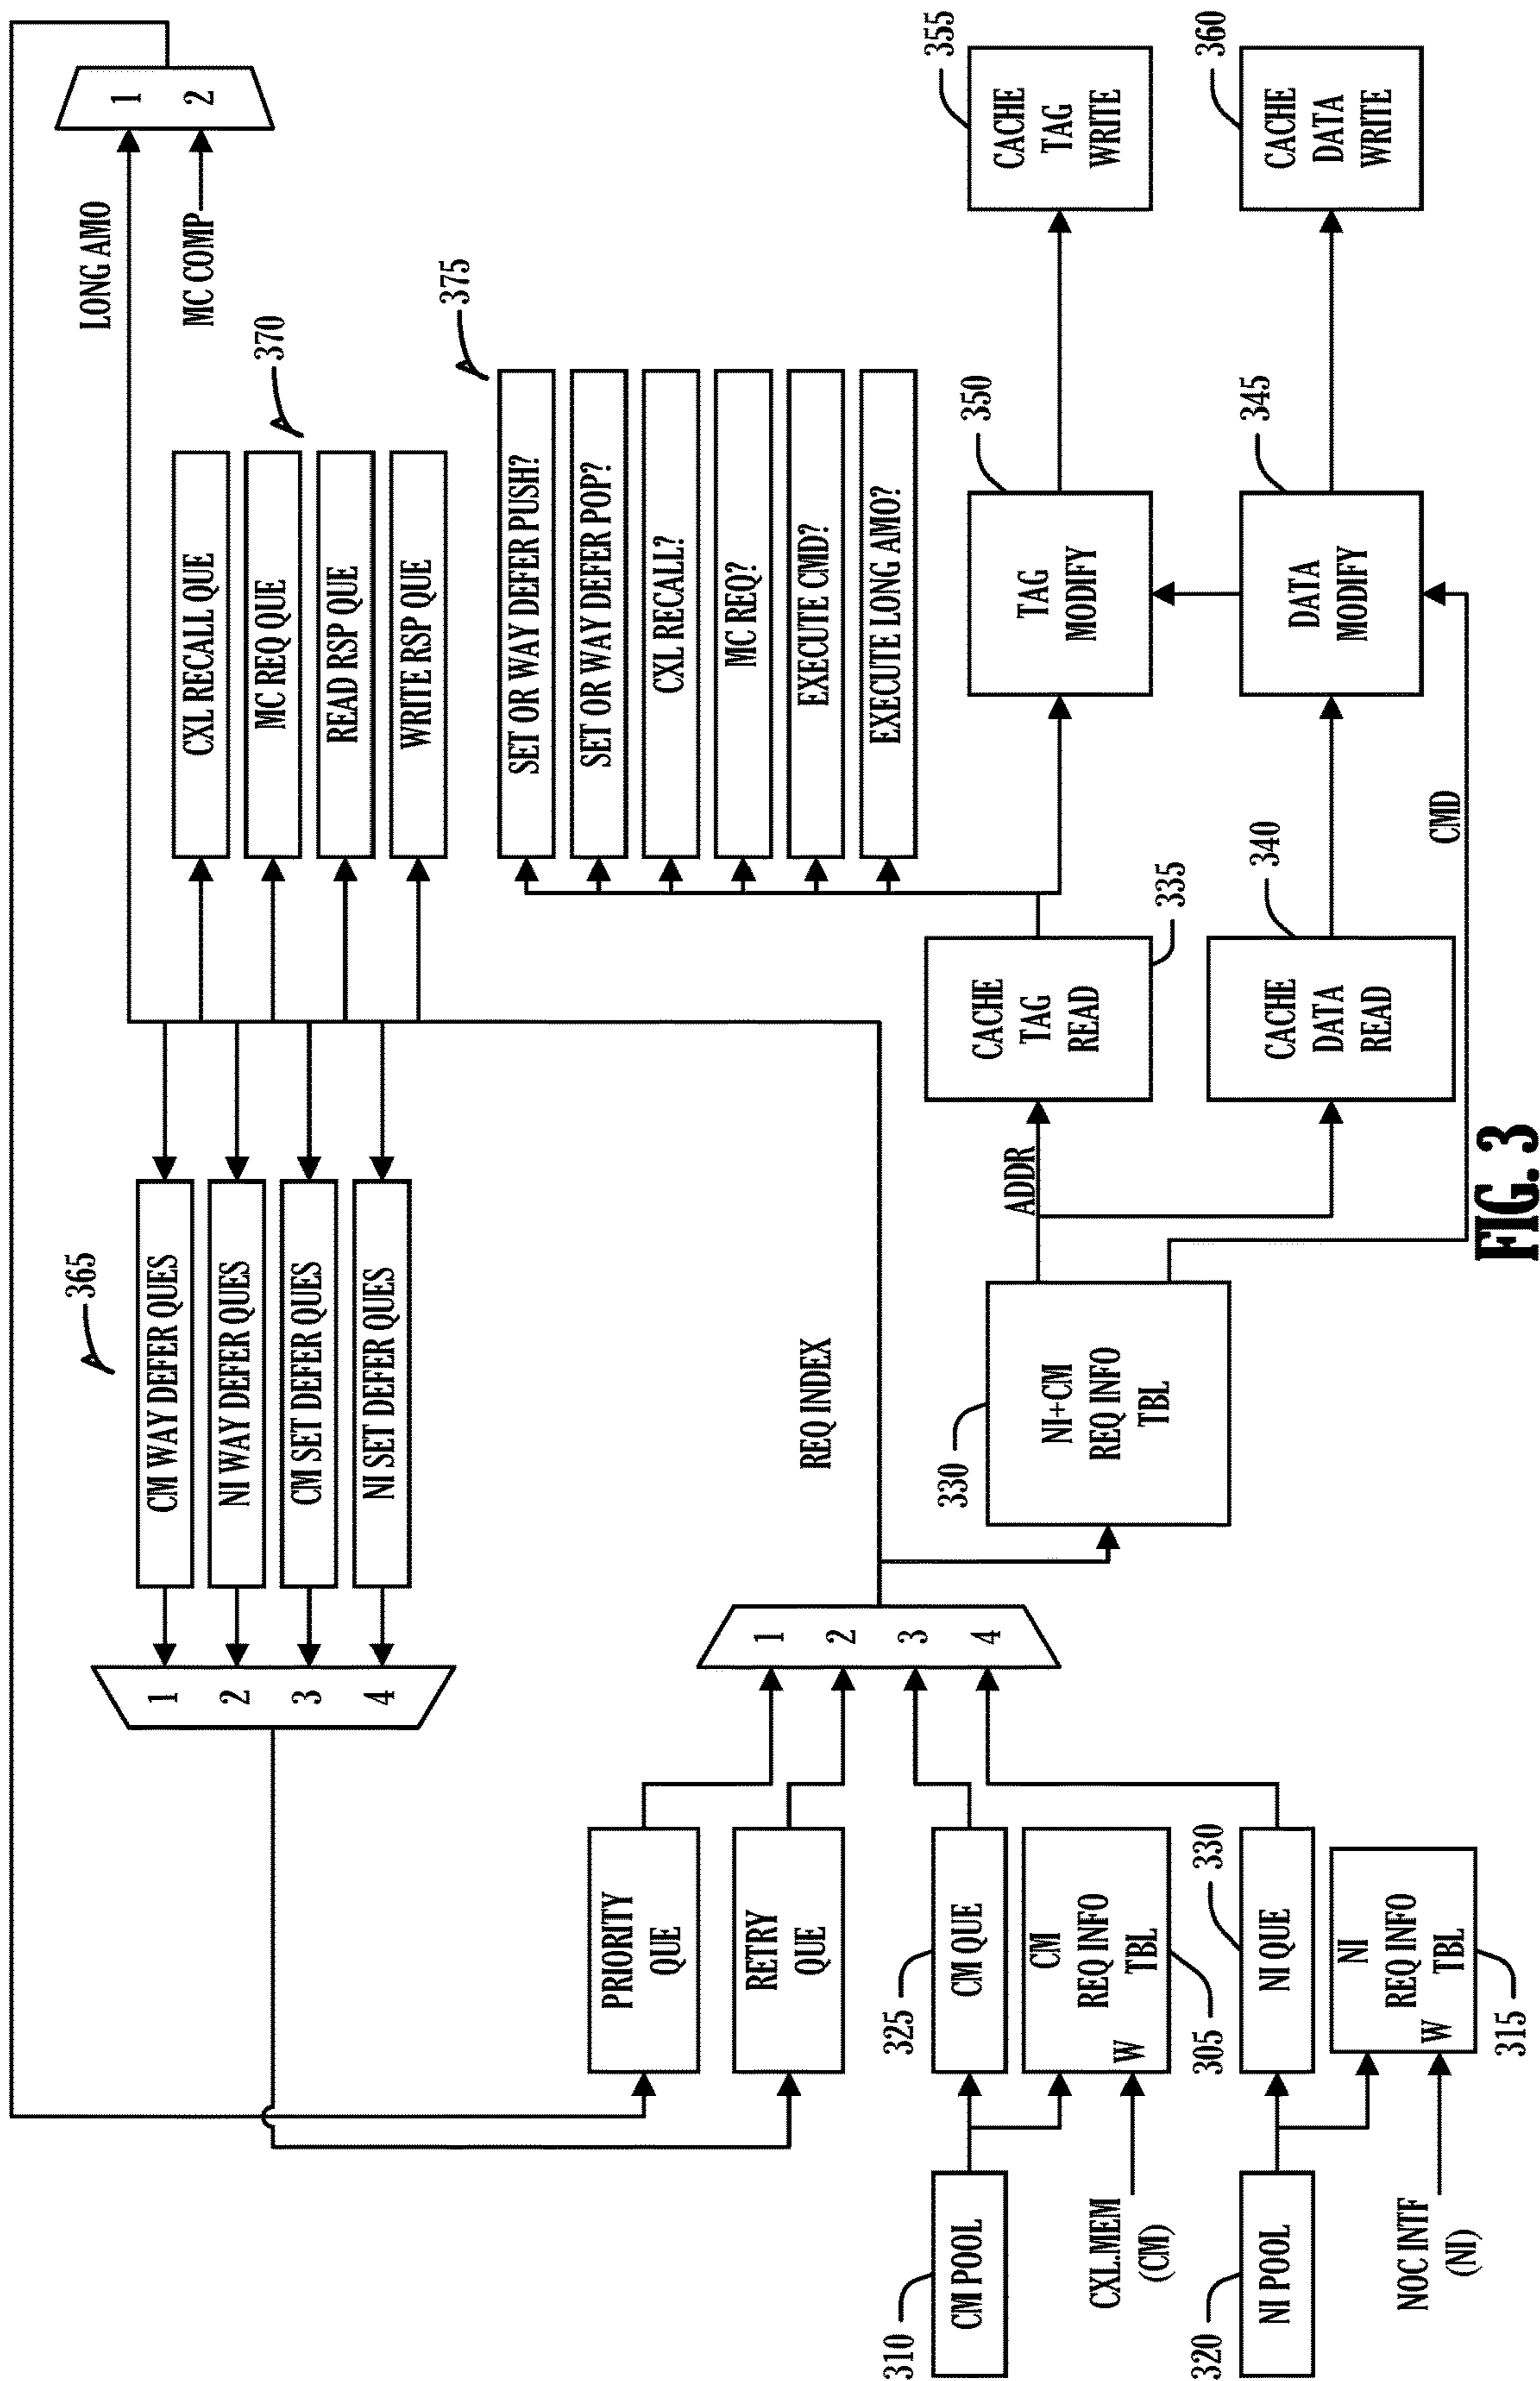 LONG AMO
MC COMP
1
2
365
CM WAY DEFER QUES
NI WAY DEFER QUES
CM SET DEFER QUES
NI SET DEFER QUES
1
2
3
4
370
CXL RECALL QUE
MC REQ QUE
READ RSP QUE
WRITE RSP QUE
375
SET OR WAY DEFER PUSH?
SET OR WAY DEFER POP?
CXL RECALL?
MC REQ?
EXECUTE CMD?
EXECUTE LONG AMO?
PRIORITY
QUE
RETRY
QUE
1
2
3
4
REQ INDEX
310
CM POOL
325
CM QUE
CM
REQ INFO
TBL
W
305
CXL.MEM
(CM)
320
NI POOL
330
NI QUE
NI
REQ INFO
TBL
W
315
NOC INTF
(NI)
330
NI+CM
REQ INFO
TBL
ADDR
CACHE
TAG
READ
335
CACHE
DATA
READ
340
CMD
350
TAG
MODIFY
345
DATA
MODIFY
355
CACHE
TAG
WRITE
360
CACHE
DATA
WRITE
FIG. 3